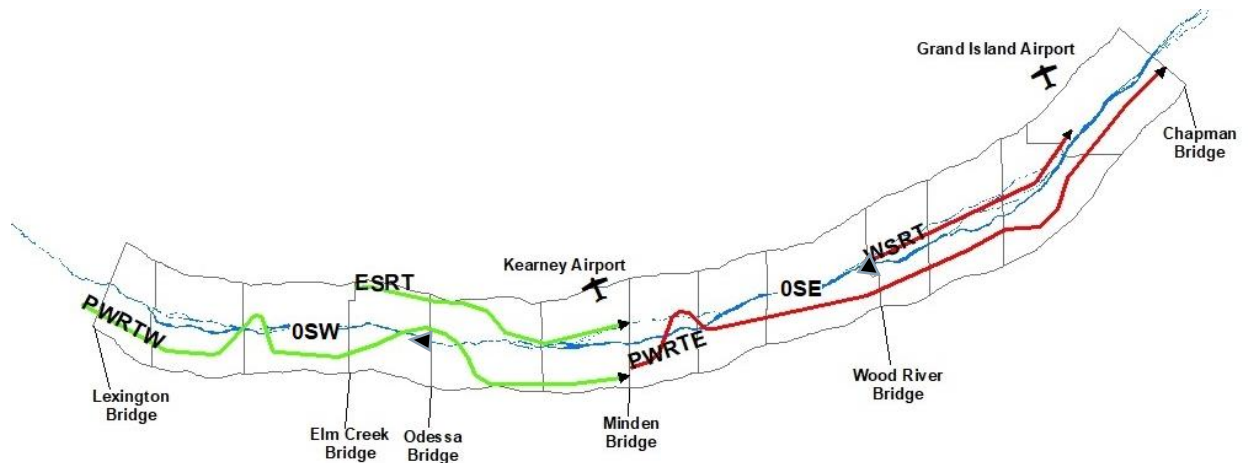 Grand Island Airport
Chapman
Bridge
WSRT
Kearney Airport
ESRT
0SE
PWRTW
0SW
PWRTE
Wood River
Bridge
Lexington
Bridge
Minden
Bridge
Elm Creek
Bridge
Odessa
Bridge